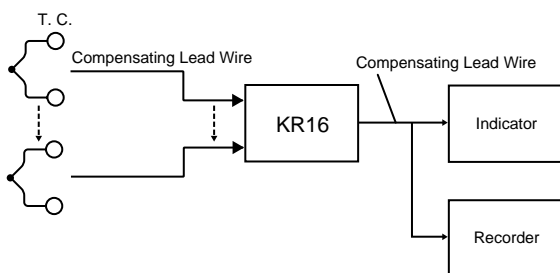 T. C.
Compensating Lead Wire
Compensating Lead Wire
KR16
Indicator
Recorder